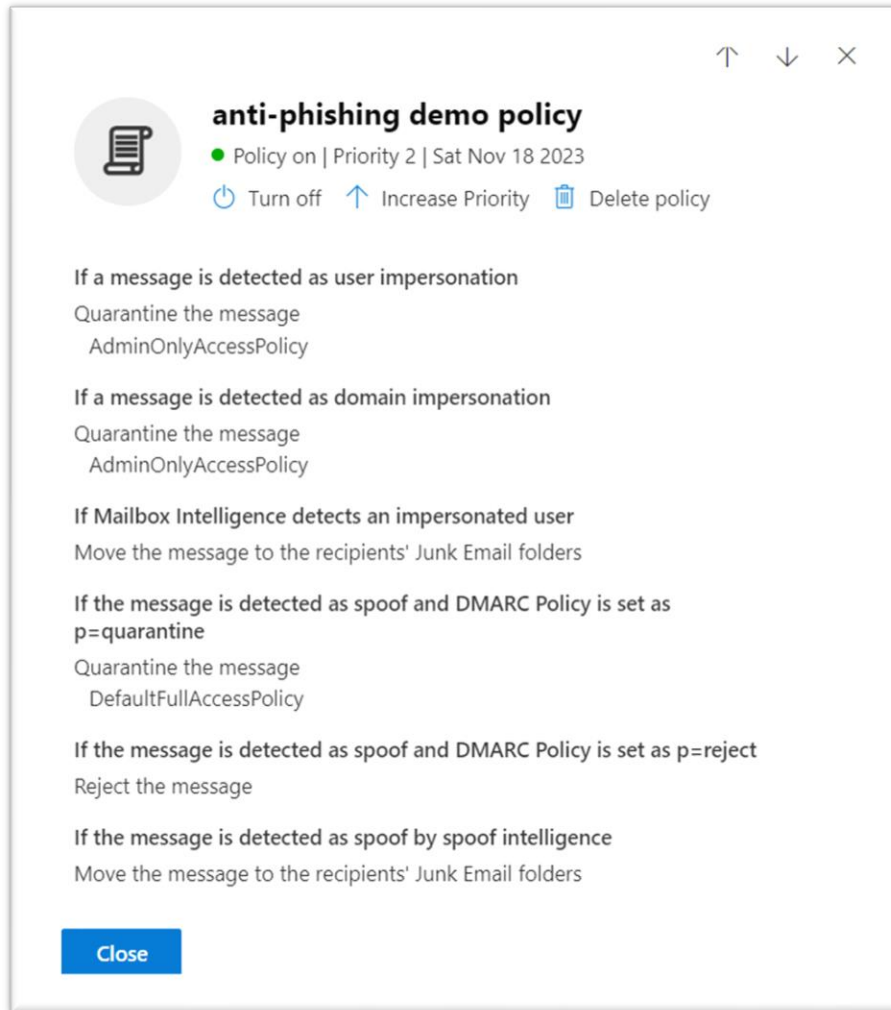 anti-phishing demo policy
Policy on | Priority 2 | Sat Nov 18 2023
Turn off Increase Priority Delete policy
If a message is detected as user impersonation
Quarantine the message
AdminOnlyAccessPolicy
If a message is detected as domain impersonation
Quarantine the message
AdminOnlyAccessPolicy
If Mailbox Intelligence detects an impersonated user
Move the message to the recipients' Junk Email folders
If the message is detected as spoof and DMARC Policy is set as
p=quarantine
Quarantine the message
DefaultFullAccessPolicy
If the message is detected as spoof and DMARC Policy is set as p=reject
Reject the message
If the message is detected as spoof by spoof intelligence
Move the message to the recipients' Junk Email folders
Close